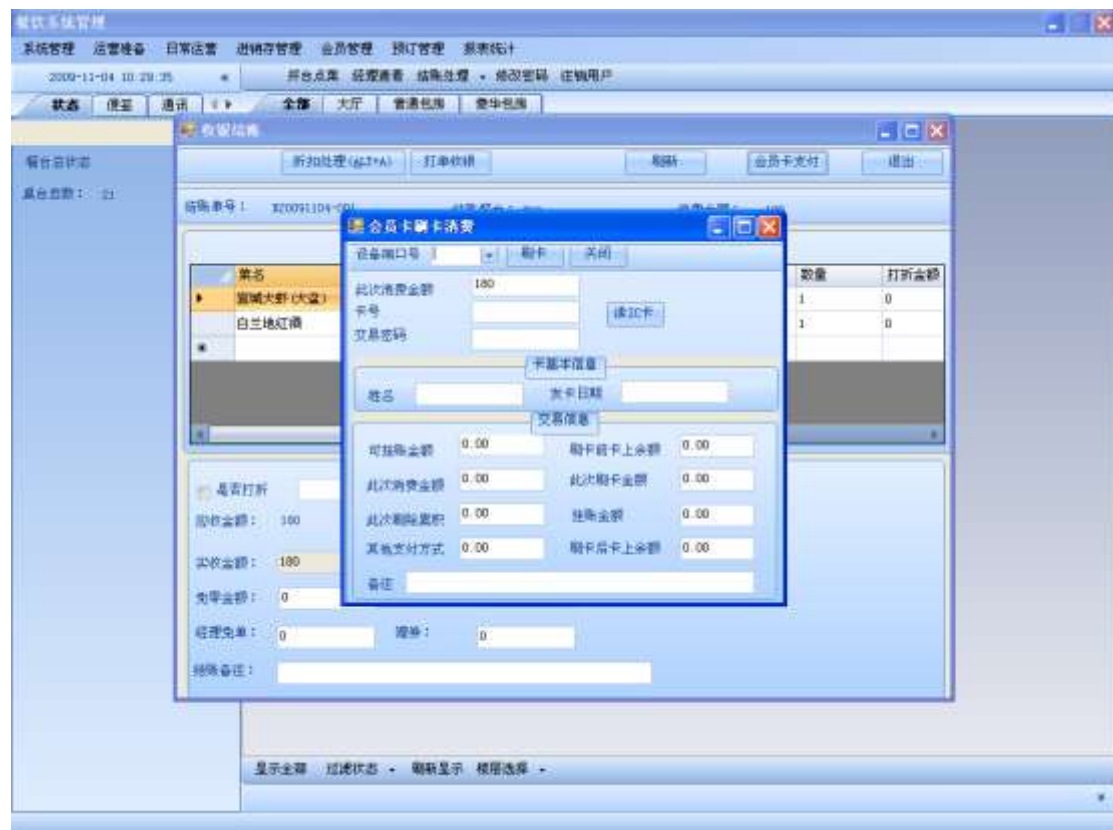 餐饮系统管理
系统管理 运营准备 日常运营 进销存管理 会员管理 预订管理 报表统计
2009-11-04 10:29:35 开台点菜 经理查看 结账处理 修改密码 注销用户
状态 便签 通讯 全部 大厅 普通包房 豪华包房
收银结账
餐台总状态
桌台总数: 21
折扣处理(ALT+A) 打单收银 刷新 会员卡支付 退出
结账单号: XZ0091104-001
会员卡刷卡消费
设备端口号 刷卡 关闭
此次消费金额 180
卡号 读IC卡
交易密码
卡基本信息
姓名 发卡日期
交易信息
可挂账金额 0.00 刷卡前卡上余额 0.00
此次消费金额 0.00 此次刷卡金额 0.00
此次刷除累积 0.00 挂账金额 0.00
其他支付方式 0.00 刷卡后卡上余额 0.00
备注
菜名 数量 打折金额
宣城大虾(大盘) 1 0
白兰地红酒 1 0
是否打折
应收金额: 180
实收金额: 180
免零金额: 0
经理免单: 0 赠券: 0
结账备注:
显示全部 过滤状态 刷新显示 楼层选择